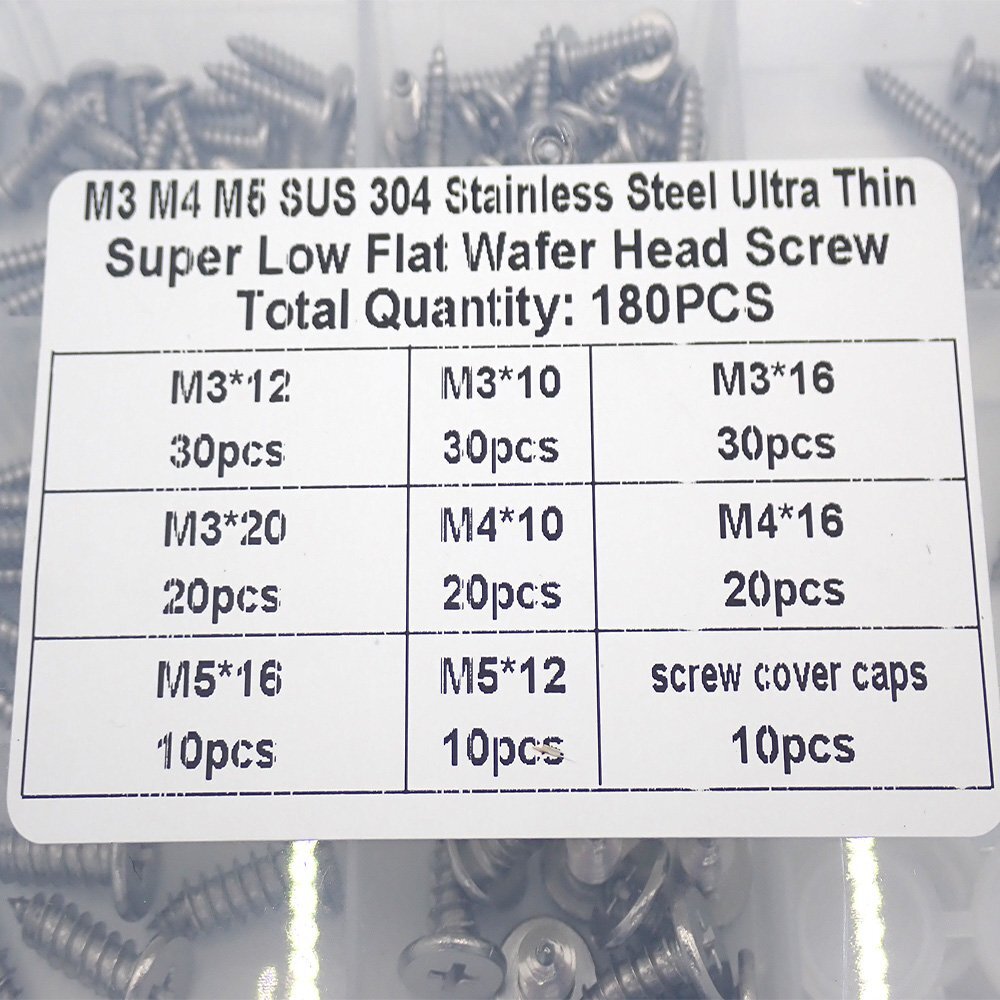 M3 M4 M5 SUS 304 Stainless Steel Ultra Thin
Super Low Flat Wafer Head Screw
Total Quantity: 180PCS
M3*12 M3*10 M3*16
30pcs 30pcs 30pcs
M3*20 M4*10 M4*16
20pcs 20pcs 20pcs
M5*16 M5*12 screw cover caps
10pcs 10pcs 10pcs